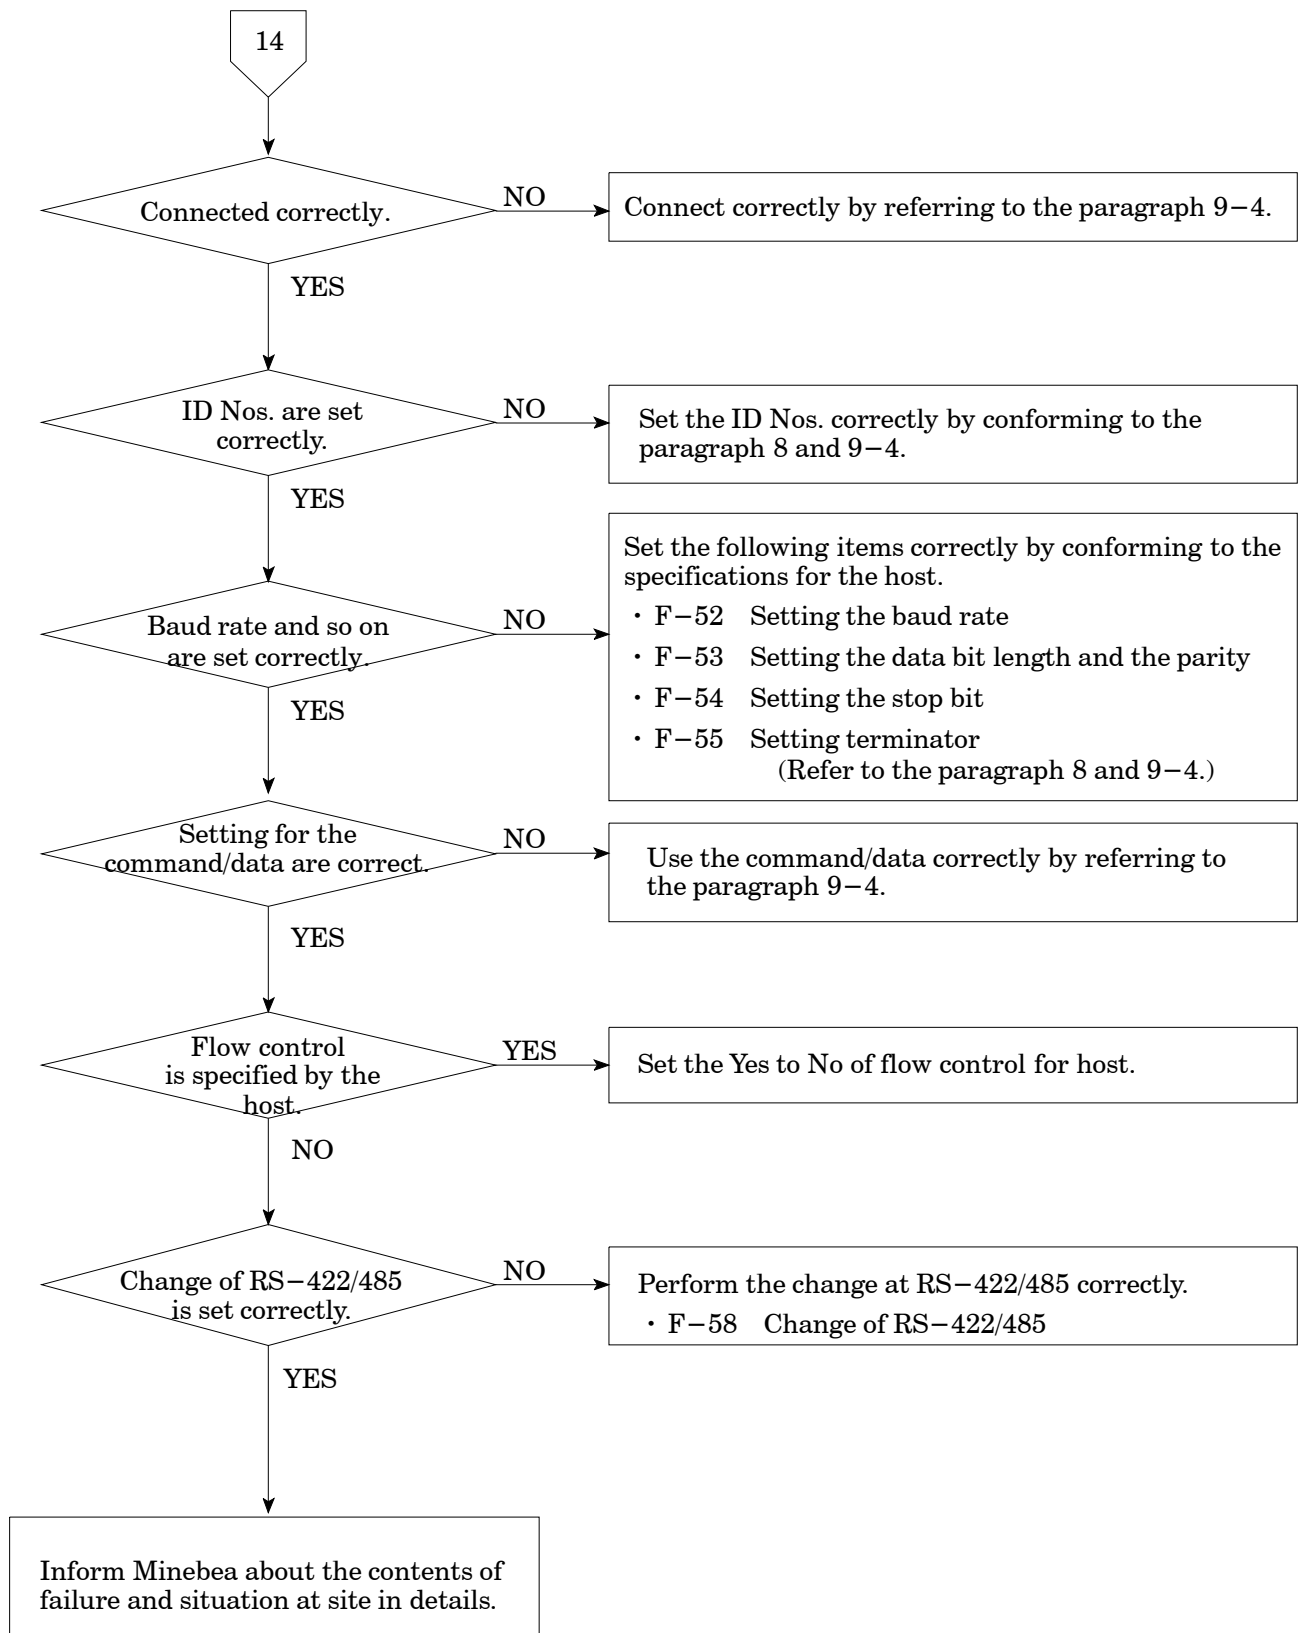 14
Connected correctly.
NO
Connect correctly by referring to the paragraph 9−4.
YES
ID Nos. are set
correctly.
NO
Set the ID Nos. correctly by conforming to the
paragraph 8 and 9−4.
YES
Baud rate and so on
are set correctly.
NO
Set the following items correctly by conforming to the
specifications for the host.
・ F−52 Setting the baud rate
・ F−53 Setting the data bit length and the parity
・ F−54 Setting the stop bit
・ F−55 Setting terminator
(Refer to the paragraph 8 and 9−4.)
YES
Setting for the
command/data are correct.
NO
Use the command/data correctly by referring to
the paragraph 9−4.
YES
Flow control
is specified by the
host.
YES
Set the Yes to No of flow control for host.
NO
Change of RS−422/485
is set correctly.
NO
Perform the change at RS−422/485 correctly.
・ F−58 Change of RS−422/485
YES
Inform Minebea about the contents of
failure and situation at site in details.